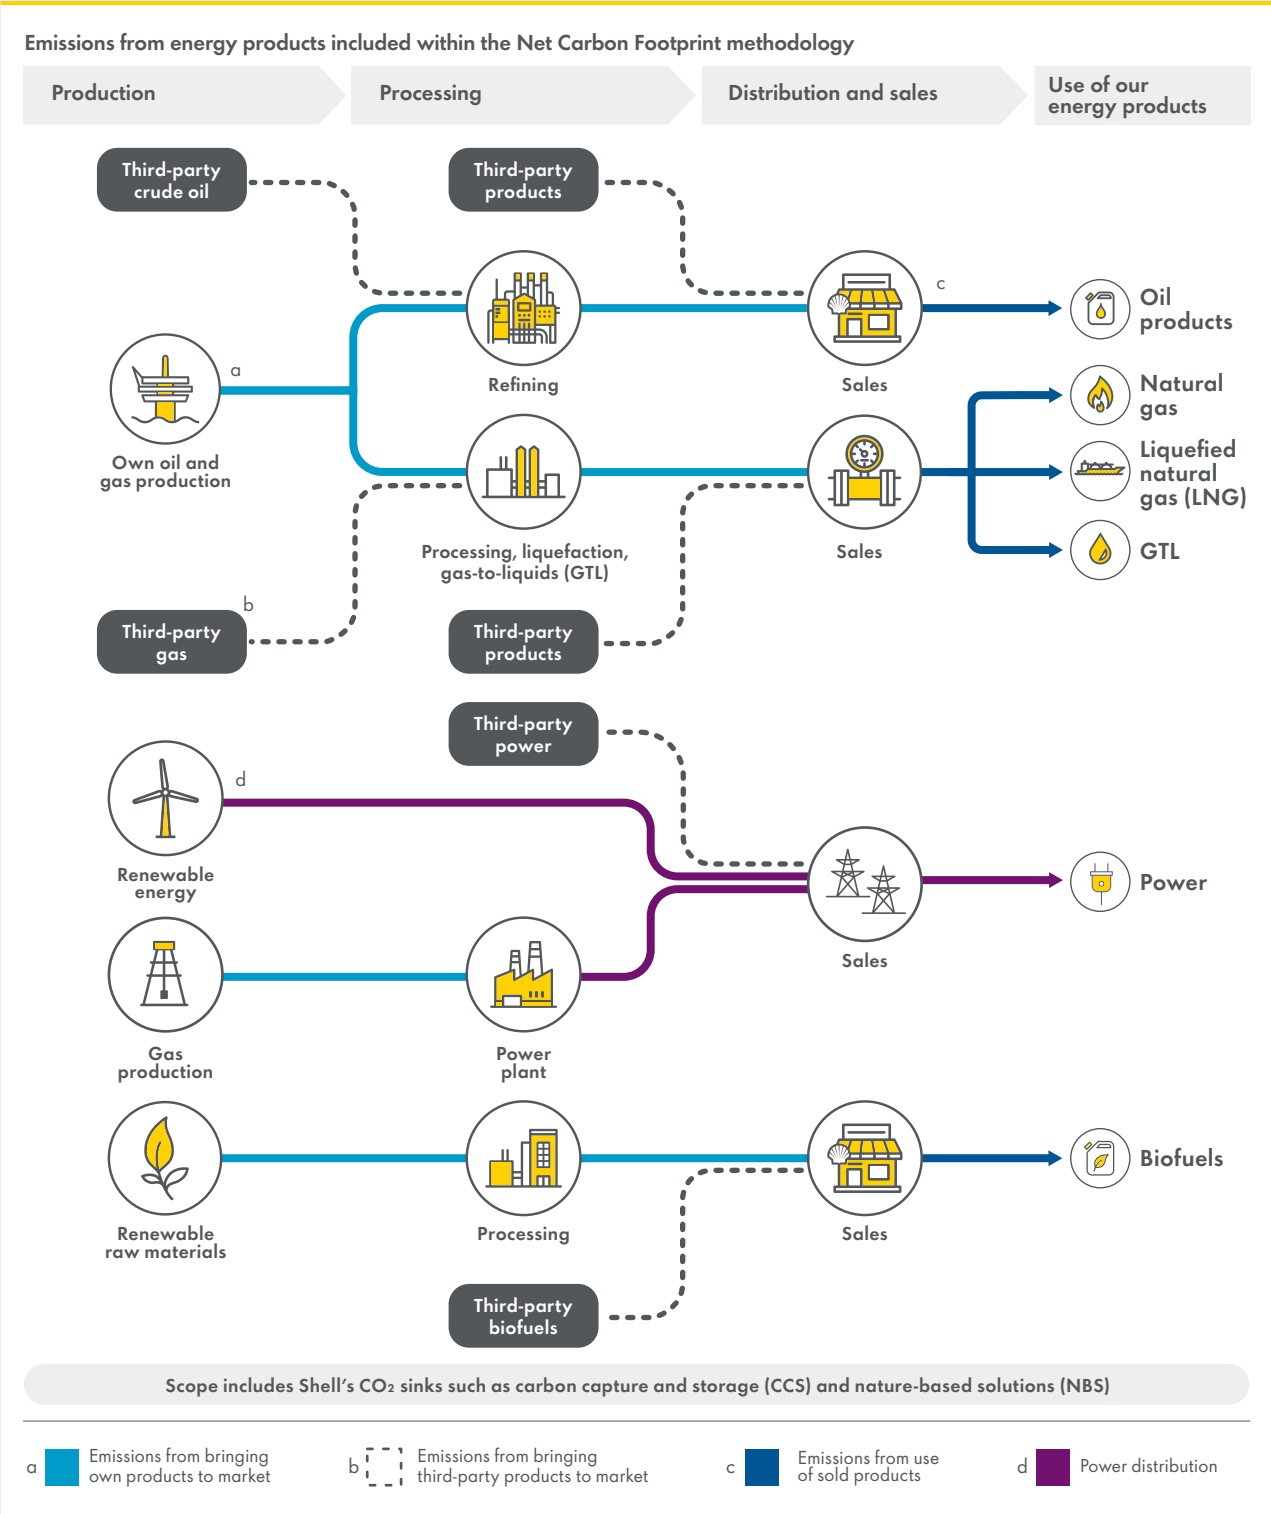 Emissions from energy products included within the Net Carbon Footprint methodology
Production
Processing
Distribution and sales
Use of our
energy products
Third-party
crude oil
Third-party
products
c
Oil
products
Refining
Sales
a
Own oil and
gas production
Natural
gas
Liquefied
natural
gas (LNG)
GTL
Processing, liquefaction,
gas-to-liquids (GTL)
Sales
b
Third-party
gas
Third-party
products
Third-party
power
d
Renewable
energy
Power
Sales
Gas
production
Power
plant
Renewable
raw materials
Processing
Sales
Biofuels
Third-party
biofuels
Scope includes Shell's CO₂ sinks such as carbon capture and storage (CCS) and nature-based solutions (NBS)
a
Emissions from bringing
own products to market
b
Emissions from bringing
third-party products to market
c
Emissions from use
of sold products
d
Power distribution